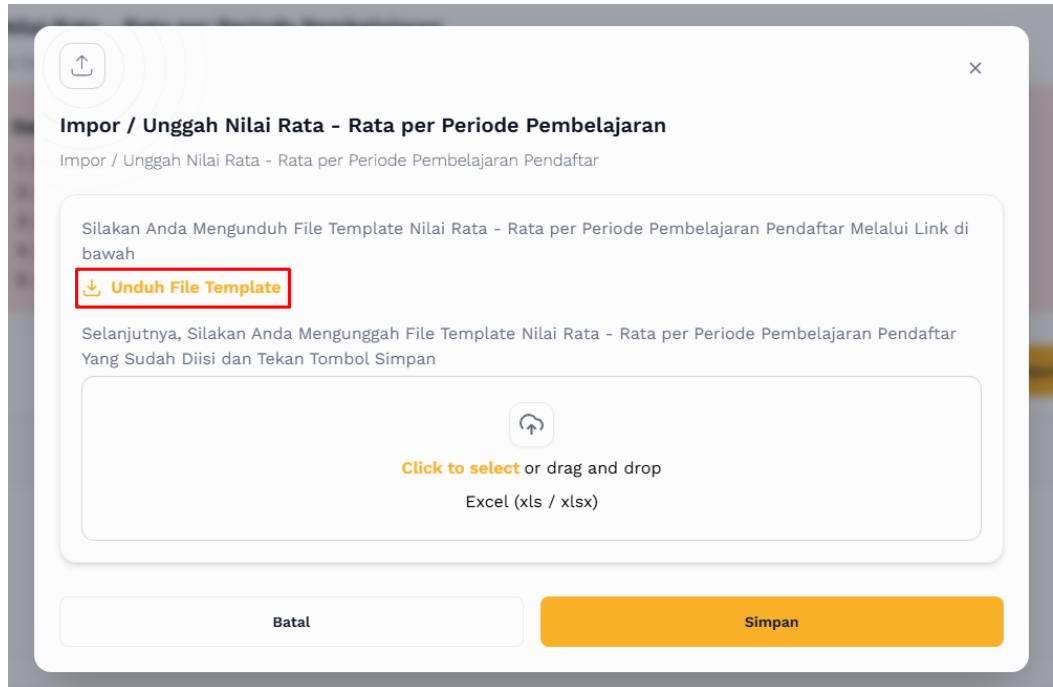 Impor / Unggah Nilai Rata - Rata per Periode Pembelajaran
Impor / Unggah Nilai Rata - Rata per Periode Pembelajaran Pendaftar
Silakan Anda Mengunduh File Template Nilai Rata - Rata per Periode Pembelajaran Pendaftar Melalui Link di
bawah
Unduh File Template
Selanjutnya, Silakan Anda Mengunggah File Template Nilai Rata - Rata per Periode Pembelajaran Pendaftar
Yang Sudah Diisi dan Tekan Tombol Simpan
Click to select or drag and drop
Excel (xls / xlsx)
Batal
Simpan